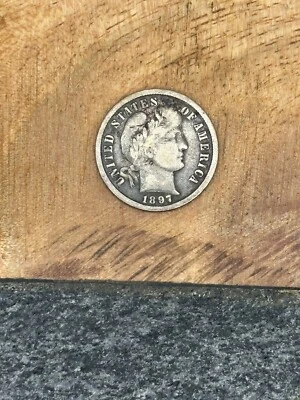 UNITED STATES OF AMERICA
1897